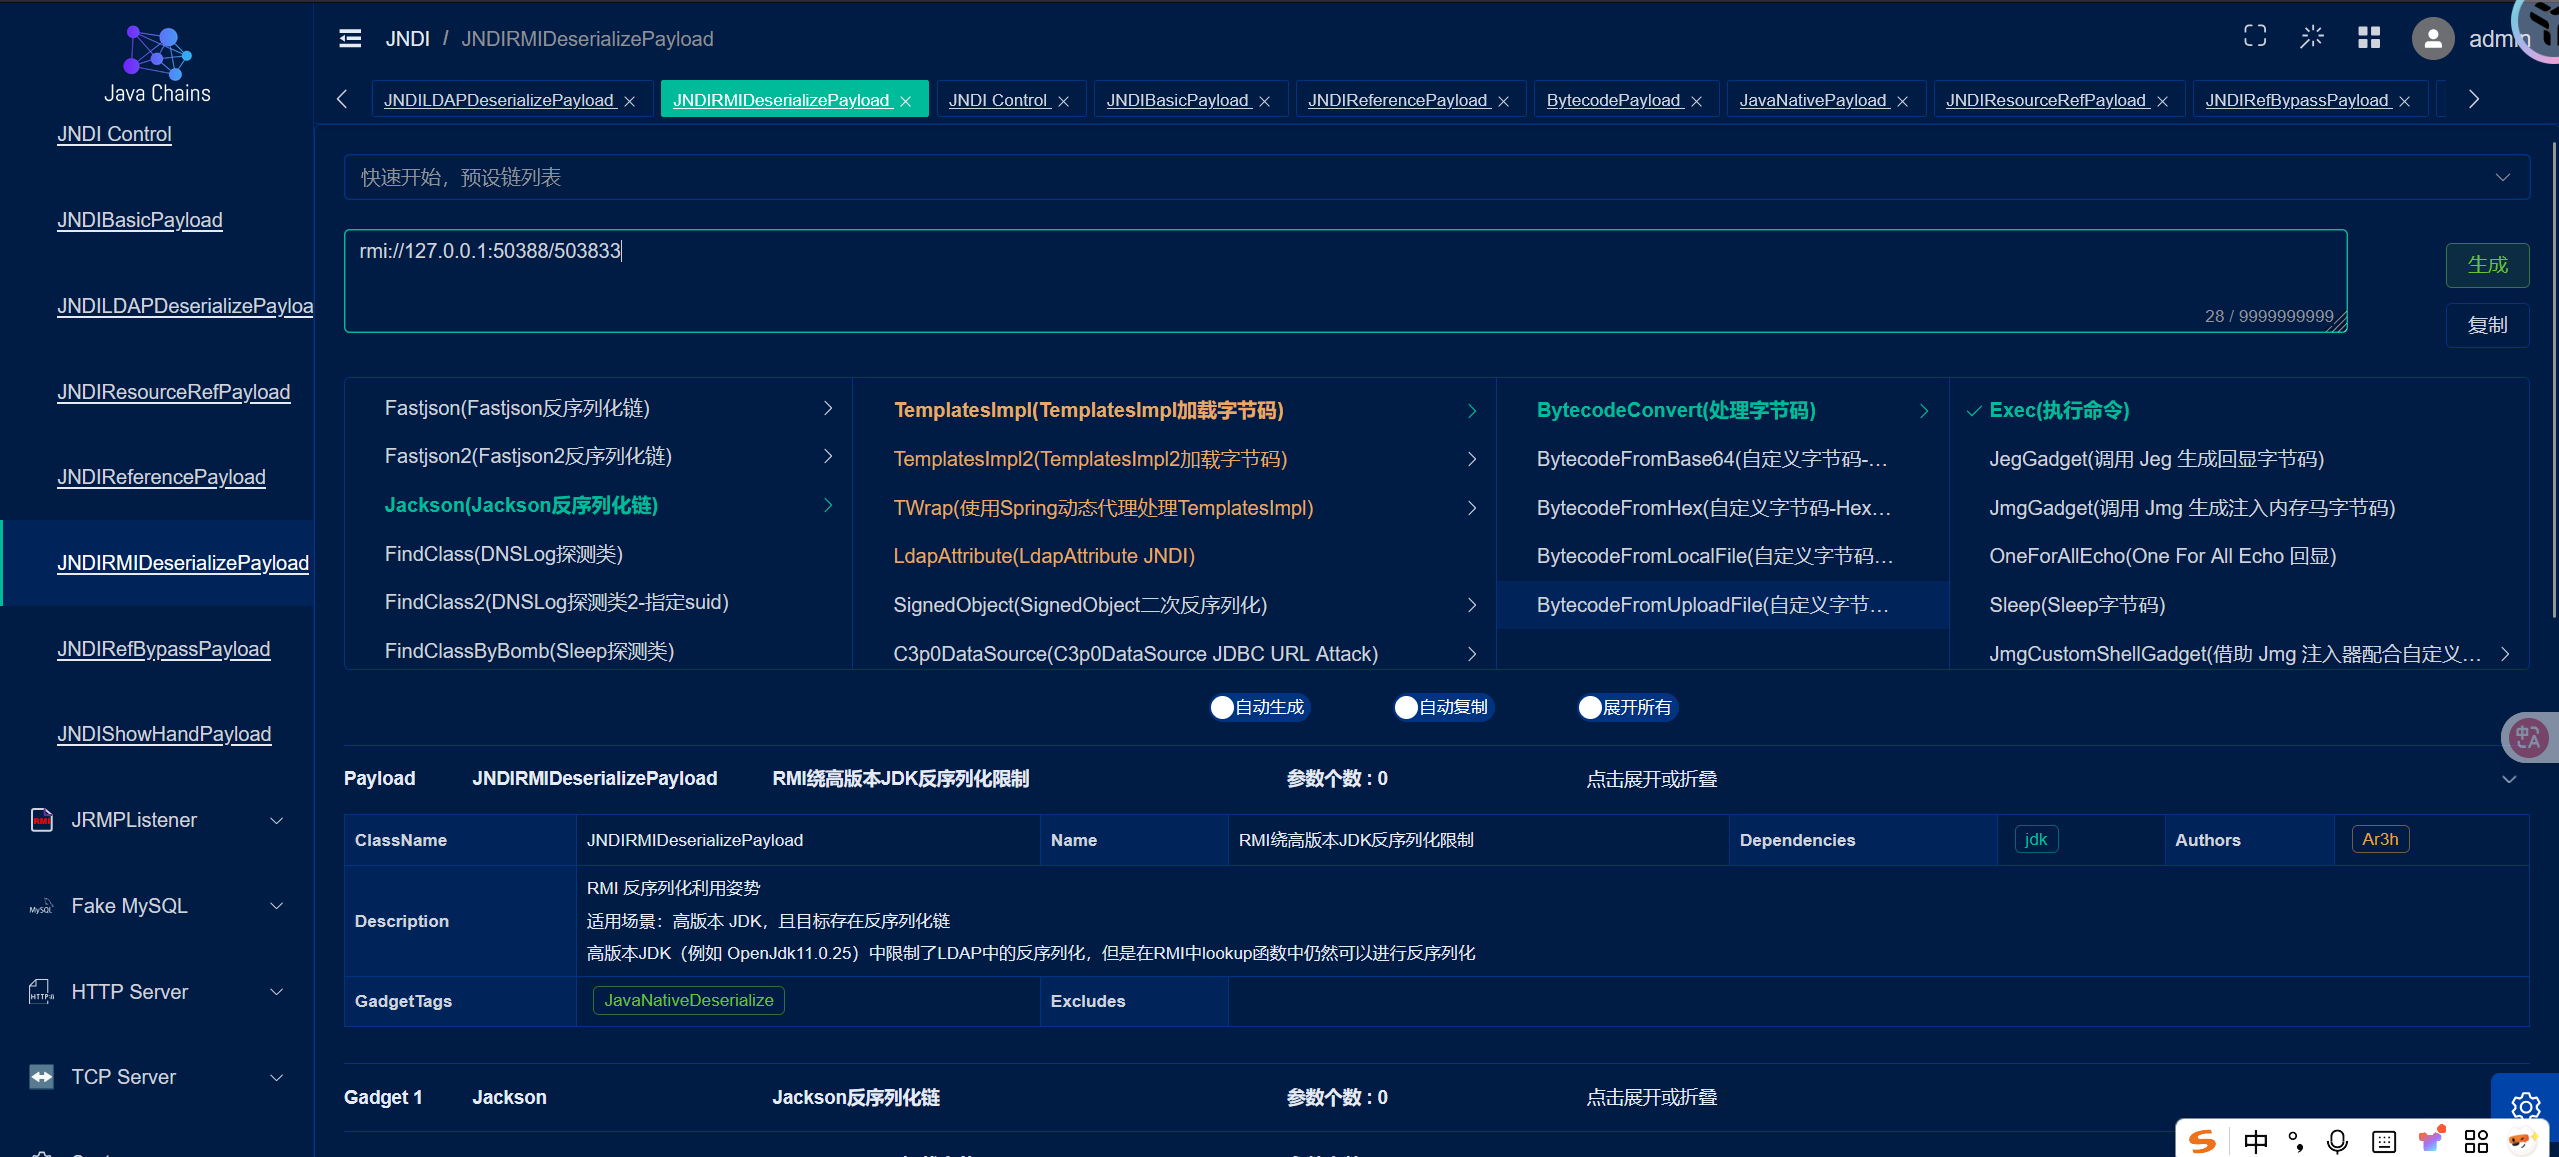 Java Chains
JNDI Control
JNDIBasicPayload
JNDILDAPDeserializePayloa
JNDIResourceRefPayload
JNDIReferencePayload
JNDIRMIDeserializePayload
JNDIRefBypassPayload
JNDIShowHandPayload
JRMPListener
Fake MySQL
HTTP Server
TCP Server
JNDI / JNDIRMIDeserializePayload
admin
JNDILDAPDeserializePayload
JNDIRMIDeserializePayload
JNDI Control
JNDIBasicPayload
JNDIReferencePayload
BytecodePayload
JavaNativePayload
JNDIResourceRefPayload
JNDIRefBypassPayload
快速开始，预设链列表
rmi://127.0.0.1:50388/503833
28 / 9999999999
生成
复制
Fastjson(Fastjson反序列化链)
Fastjson2(Fastjson2反序列化链)
Jackson(Jackson反序列化链)
FindClass(DNSLog探测类)
FindClass2(DNSLog探测类2-指定suid)
FindClassByBomb(Sleep探测类)
TemplatesImpl(TemplatesImpl加载字节码)
TemplatesImpl2(TemplatesImpl2加载字节码)
TWrap(使用Spring动态代理处理TemplatesImpl)
LdapAttribute(LdapAttribute JNDI)
SignedObject(SignedObject二次反序列化)
C3p0DataSource(C3p0DataSource JDBC URL Attack)
BytecodeConvert(处理字节码)
BytecodeFromBase64(自定义字节码-...
BytecodeFromHex(自定义字节码-Hex...
BytecodeFromLocalFile(自定义字节码...
BytecodeFromUploadFile(自定义字节...
Exec(执行命令)
JegGadget(调用 Jeg 生成回显字节码)
JmgGadget(调用 Jmg 生成注入内存马字节码)
OneForAllEcho(One For All Echo 回显)
Sleep(Sleep字节码)
JmgCustomShellGadget(借助 Jmg 注入器配合自定义...
自动生成
自动复制
展开所有
Payload JNDIRMIDeserializePayload RMI绕高版本JDK反序列化限制 参数个数 : 0 点击展开或折叠
ClassName JNDIRMIDeserializePayload Name RMI绕高版本JDK反序列化限制 Dependencies jdk Authors Ar3h
Description
RMI 反序列化利用姿势
适用场景：高版本 JDK，且目标存在反序列化链
高版本JDK（例如 OpenJdk11.0.25）中限制了LDAP中的反序列化，但是在RMI中lookup函数中仍然可以进行反序列化
GadgetTags JavaNativeDeserialize Excludes
Gadget 1 Jackson Jackson反序列化链 参数个数 : 0 点击展开或折叠
中